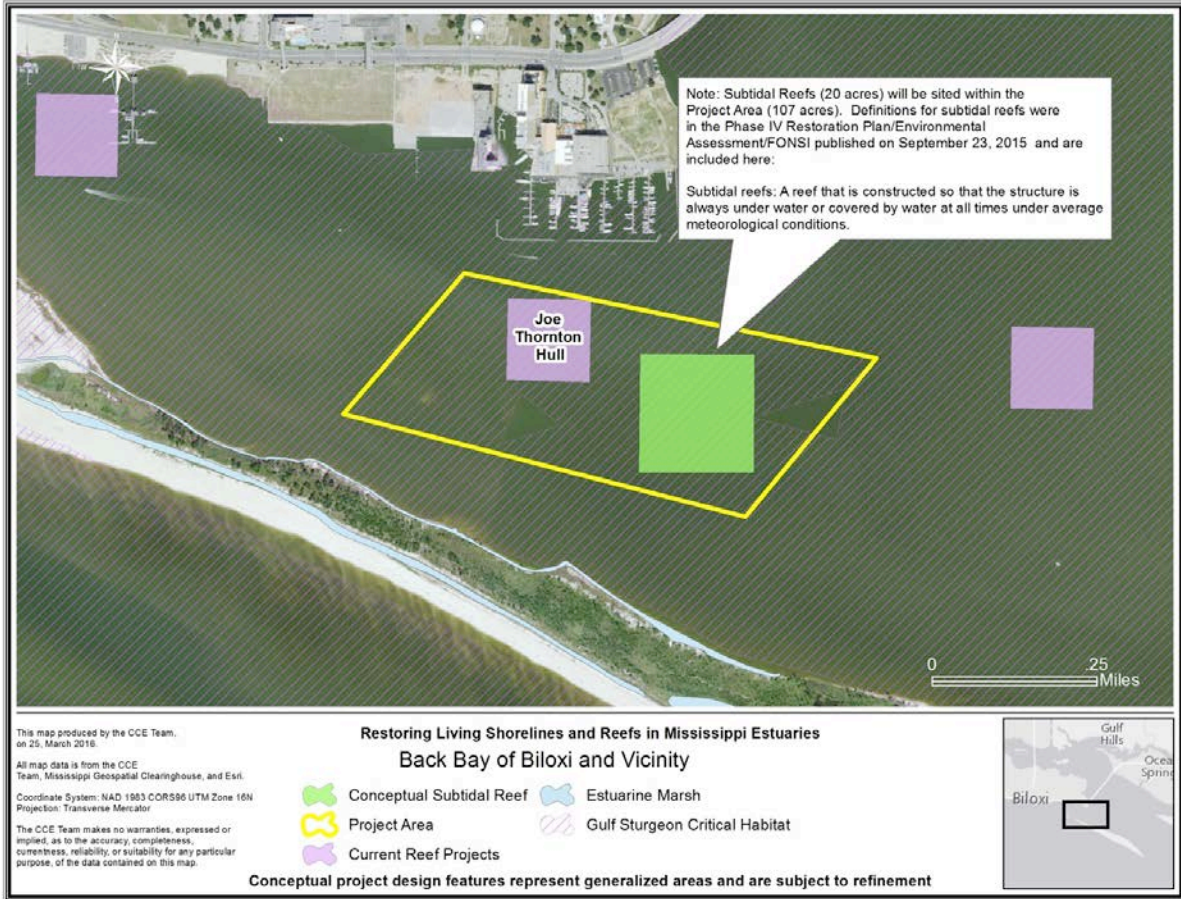 Note: Subtidal Reefs (20 acres) will be sited within the
Project Area (107 acres).  Definitions for subtidal reefs were
in the Phase IV Restoration Plan/Environmental
Assessment/FONSI published on September 23, 2015  and are
included here:
Subtidal reefs: A reef that is constructed so that the structure is
always under water or covered by water at all times under average
meteorological conditions.
Joe
Thornton
Hull
0 .25
Miles
This map produced by the CCE Team.
on 25, March 2016.
All map data is from the CCE
Team, Mississippi Geospatial Clearinghouse, and Esri.
Coordinate System: NAD 1983 CORS96 UTM Zone 16N
Projection: Transverse Mercator
The CCE Team makes no warranties, expressed or
implied, as to the accuracy, completeness,
currentness, reliability, or suitability for any particular
purpose, of the data contained on this map.
Restoring Living Shorelines and Reefs in Mississippi Estuaries
Back Bay of Biloxi and Vicinity
Conceptual Subtidal Reef
Project Area
Current Reef Projects
Estuarine Marsh
Gulf Sturgeon Critical Habitat
Conceptual project design features represent generalized areas and are subject to refinement
Gulf
Hills
Ocea
Spring
Biloxi